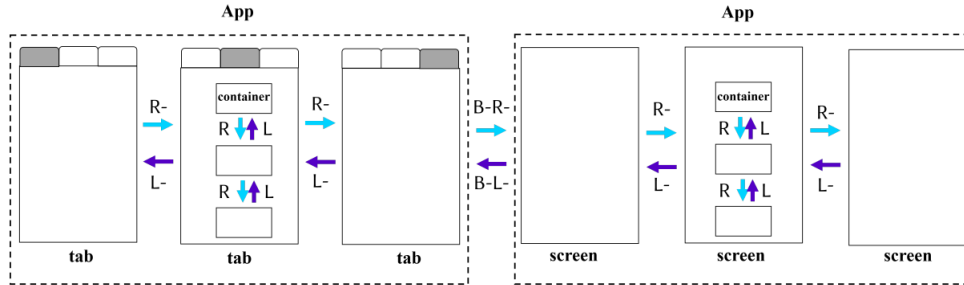 App
App
container
container
R-
R-
B-R-
R-
R-
R L
R L
L-
L-
B-L-
L-
L-
R L
R L
tab
tab
tab
screen
screen
screen